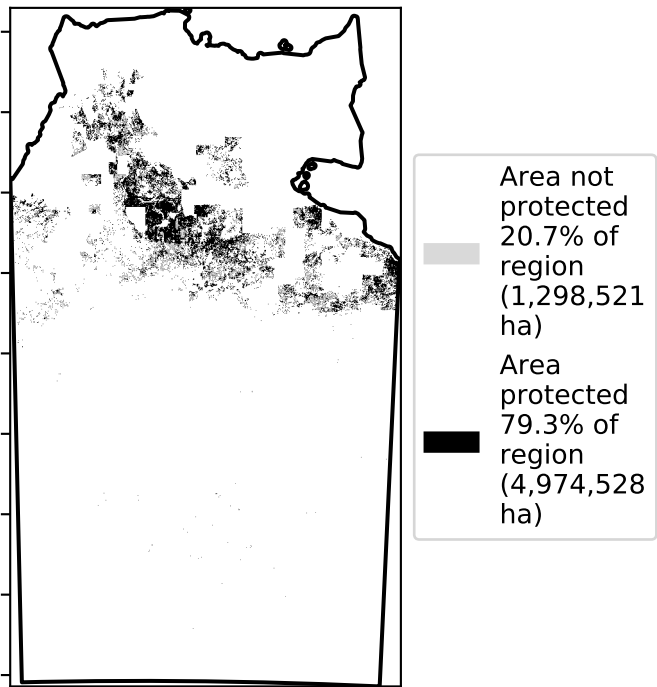 Area not
protected
20.7% of
region
(1,298,521
ha)
Area
protected
79.3% of
region
(4,974,528
ha)